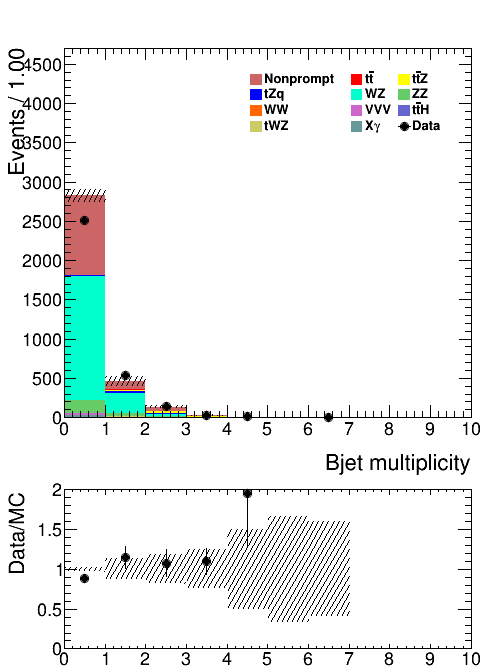 Events / 1.00
4500
4000
3500
3000
2500
2000
1500
1000
500
0
Nonprompt tt̄ tt̄Z
tZq WZ ZZ
WW VVV tt̄H
tWZ Xγ Data
0 1 2 3 4 5 6 7 8 9 10
Bjet multiplicity
Data/MC
2
1.5
1
0.5
0
0 1 2 3 4 5 6 7 8 9 10